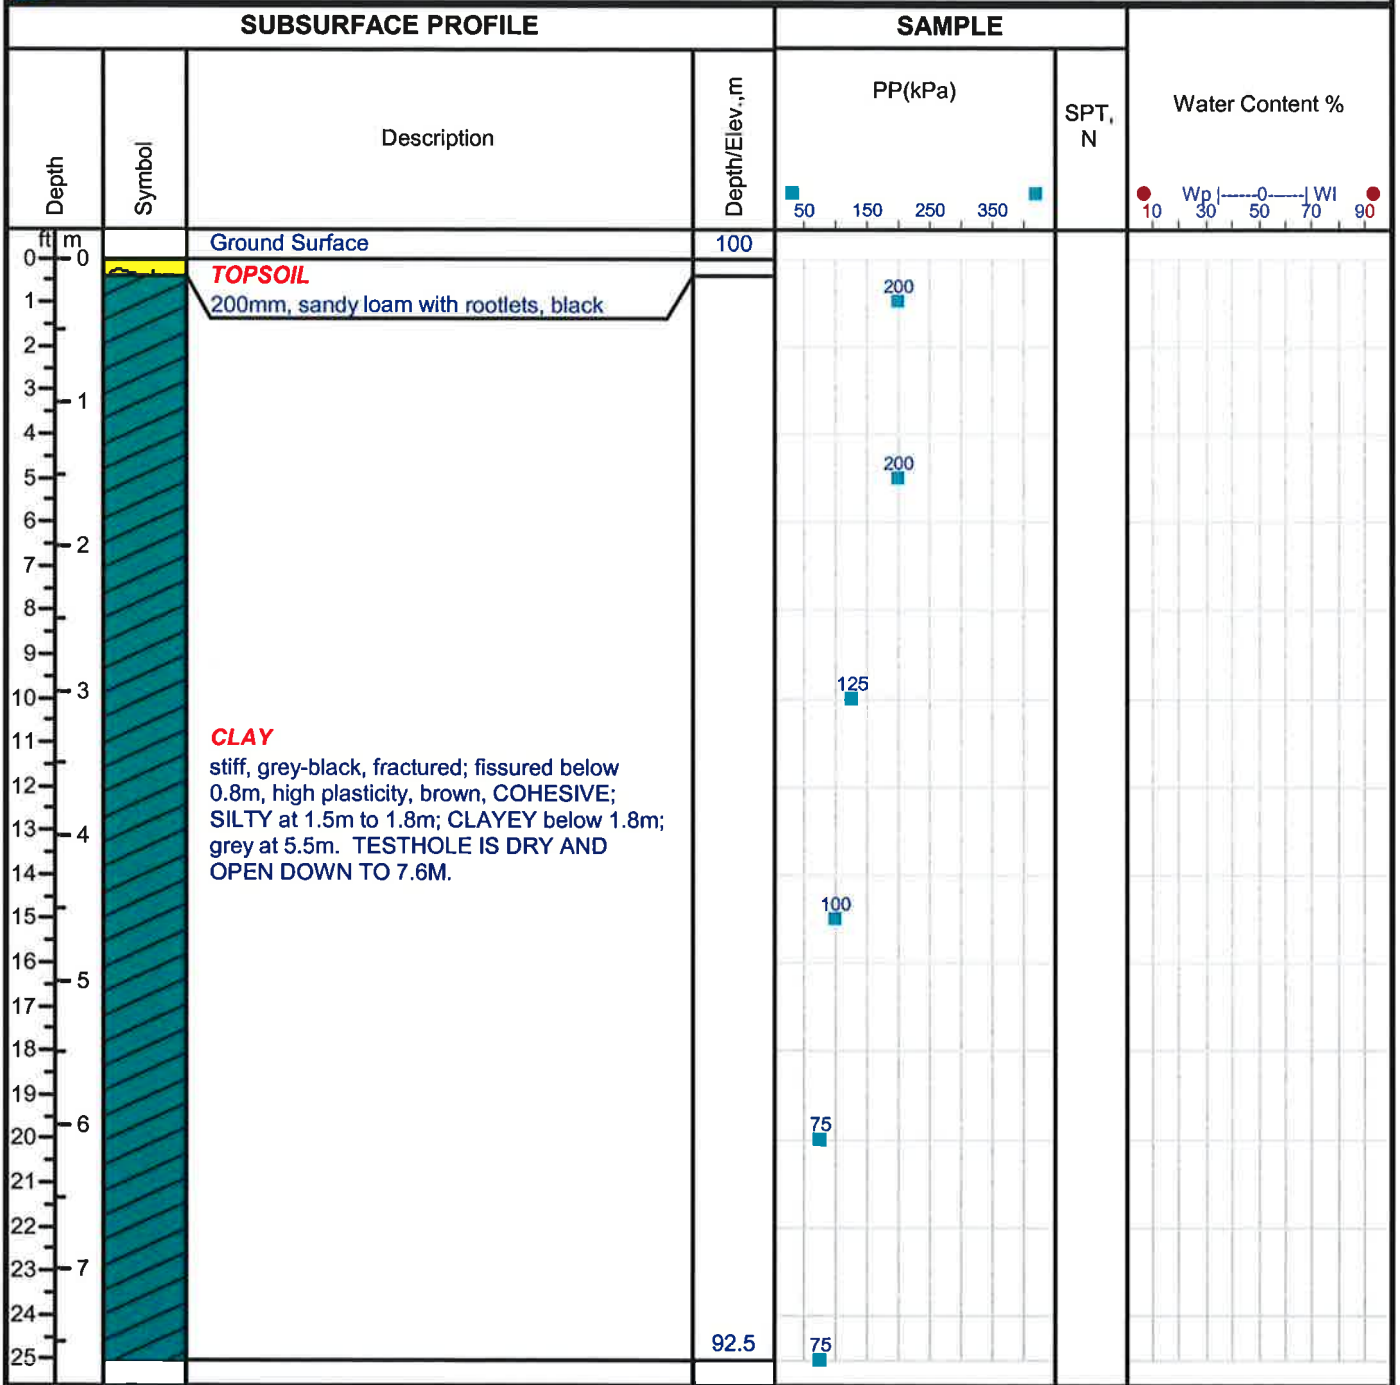 SUBSURFACE PROFILE
SAMPLE
Depth
Symbol
Description
Depth/Elev.,m
PP(kPa)
50 150 250 350
SPT,
N
Water Content %
Wp |-----0-----| Wl
10 30 50 70 90
ft m
Ground Surface 100
0 0
TOPSOIL
200mm, sandy loam with rootlets, black
200
1
2
3
1
4
200
5
6
2
7
8
9
125
10 3
11
CLAY
stiff, grey-black, fractured; fissured below
0.8m, high plasticity, brown, COHESIVE;
SILTY at 1.5m to 1.8m; CLAYEY below 1.8m;
grey at 5.5m. TESTHOLE IS DRY AND
OPEN DOWN TO 7.6M.
12
13
4
14
100
15
16
5
17
18
19
6
75
20
21
22
23 7
24
92.5
75
25